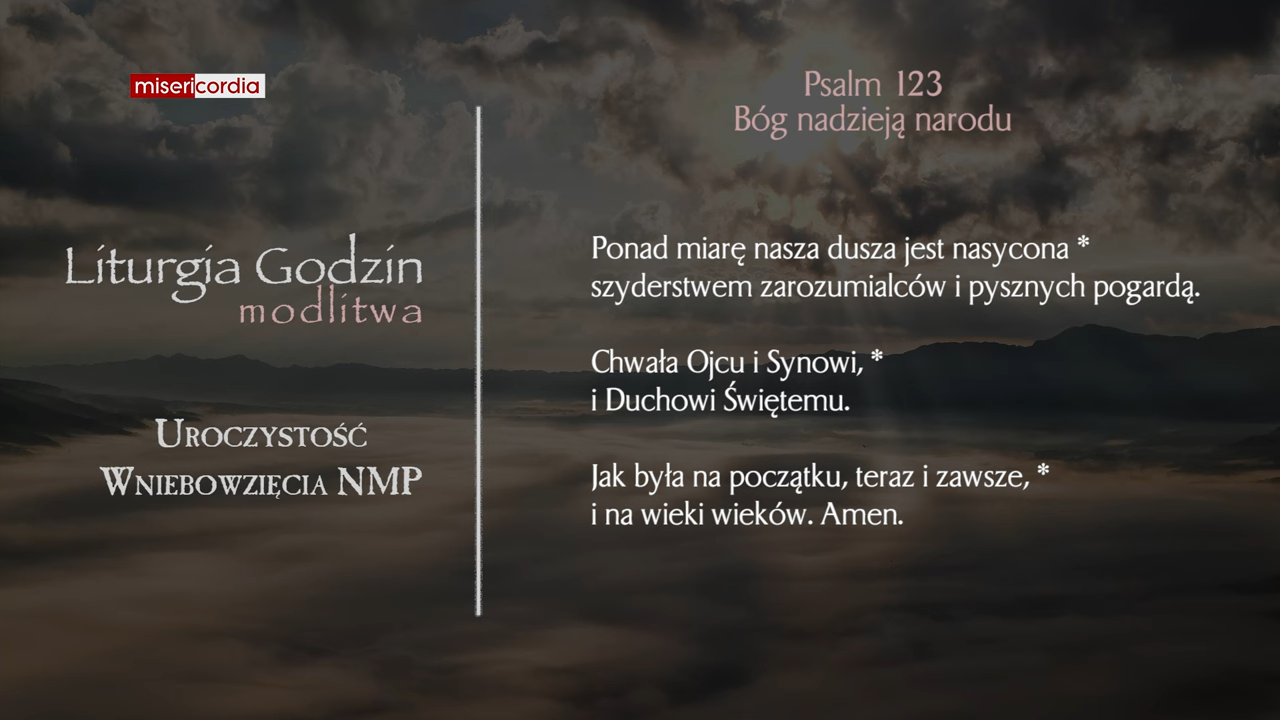 misericordia
Liturgia Godzin
modlitwa
Uroczystość
Wniebowzięcia NMP
Psalm 123
Bóg nadzieją narodu
Ponad miarę nasza dusza jest nasycona *
szyderstwem zarozumialców i pysznych pogardą.
Chwała Ojcu i Synowi, *
i Duchowi Świętemu.
Jak była na początku, teraz i zawsze, *
i na wieki wieków. Amen.